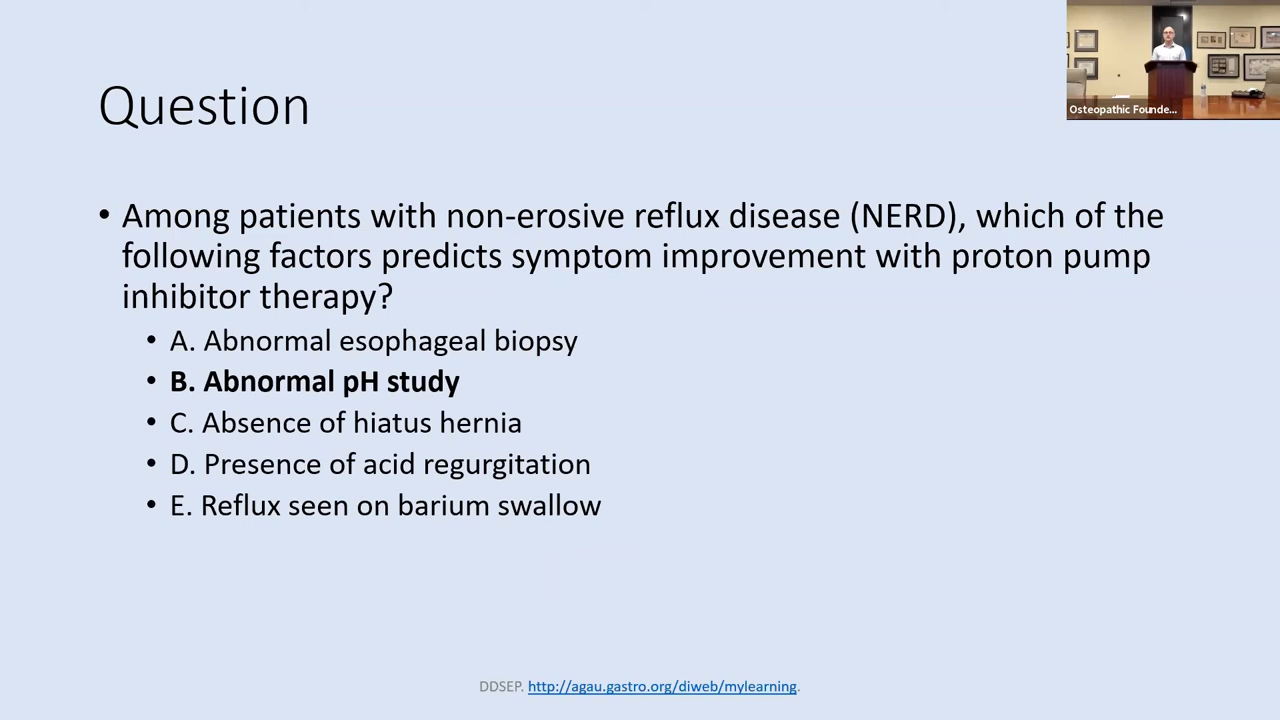 Osteopathic Founde...
Question
• Among patients with non-erosive reflux disease (NERD), which of the
following factors predicts symptom improvement with proton pump
inhibitor therapy?
• A. Abnormal esophageal biopsy
• B. Abnormal pH study
• C. Absence of hiatus hernia
• D. Presence of acid regurgitation
• E. Reflux seen on barium swallow
DDSEP. http://agau.gastro.org/diweb/mylearning.